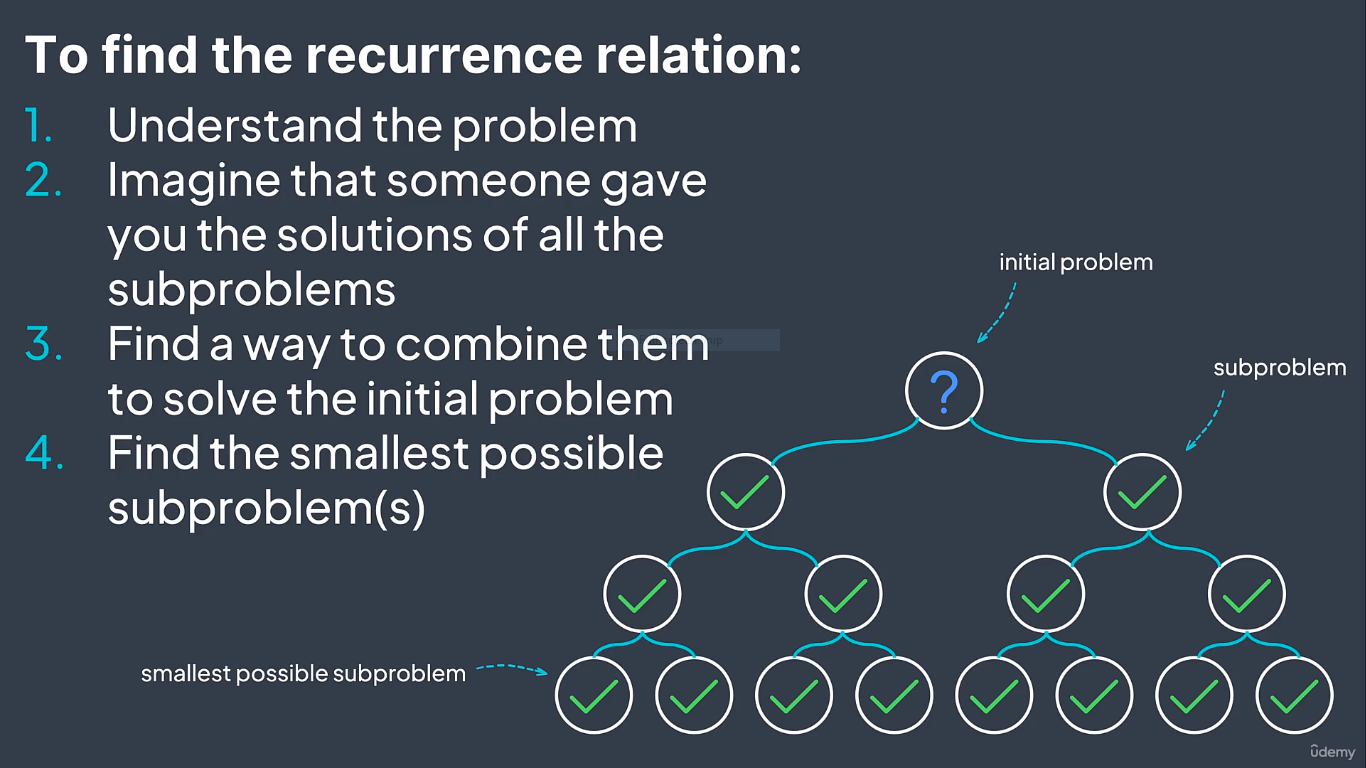 To find the recurrence relation:
1. Understand the problem
2. Imagine that someone gave
you the solutions of all the
subproblems
3. Find a way to combine them
to solve the initial problem
4. Find the smallest possible
subproblem(s)
initial problem
subproblem
?
smallest possible subproblem
udemy